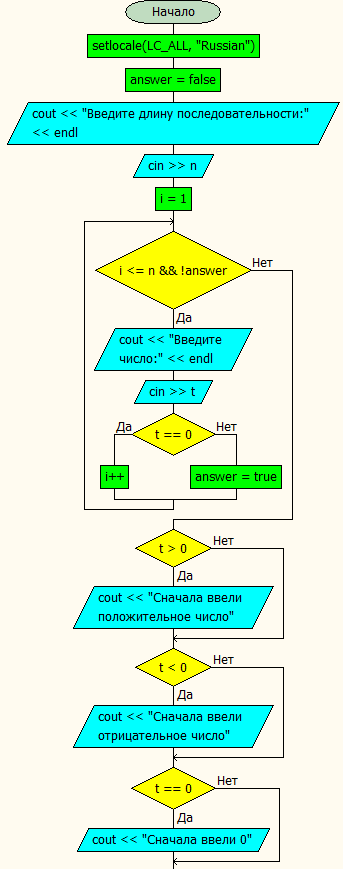 Начало
setlocale(LC_ALL, "Russian")
answer = false
cout << "Введите длину последовательности:"
<< endl
cin >> n
i = 1
i <= n && !answer
Нет
Да
cout << "Введите
число:" << endl
cin >> t
Да
Нет
t == 0
i++
answer = true
t > 0
Нет
Да
cout << "Сначала ввели
положительное число"
t < 0
Нет
Да
cout << "Сначала ввели
отрицательное число"
t == 0
Нет
Да
cout << "Сначала ввели 0"